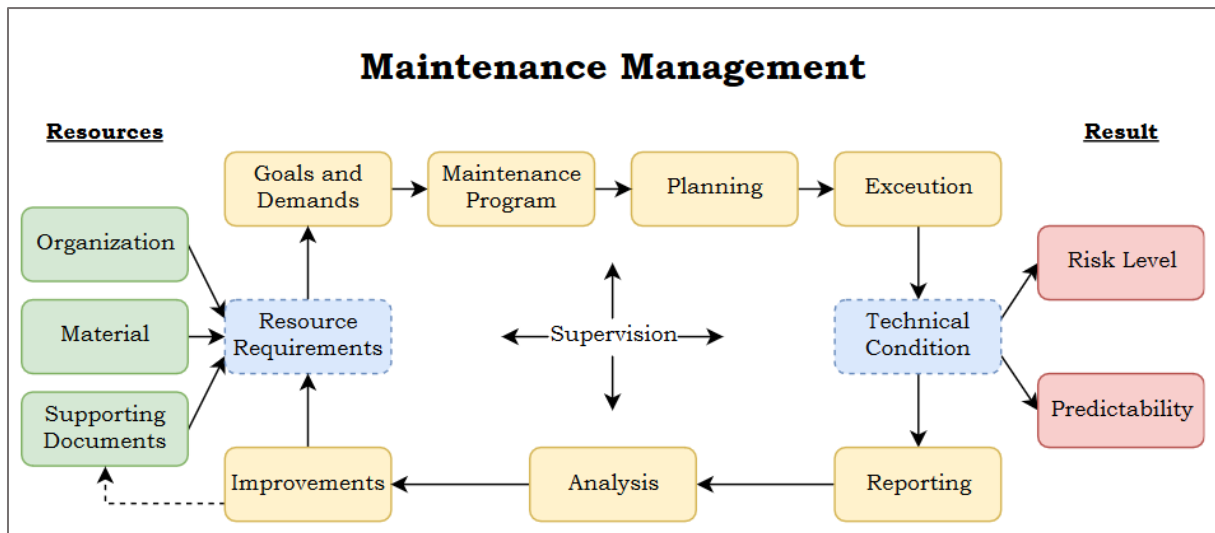 Maintenance Management
Resources
Result
Goals and
Demands
Maintenance
Program
Planning
Exceution
Organization
Risk Level
Material
Resource
Requirements
Supervision
Technical
Condition
Supporting
Documents
Predictability
Improvements
Analysis
Reporting